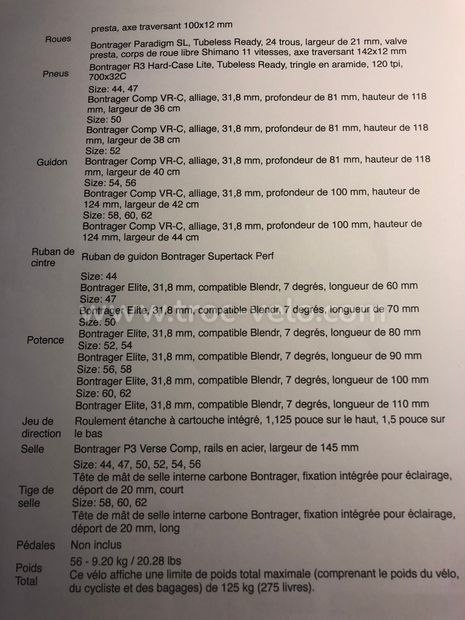 presta, axe traversant 100x12 mm
Roues
Bontrager Paradigm SL, Tubeless Ready, 24 trous, largeur de 21 mm, valve
presta, corps de roue libre Shimano 11 vitesses, axe traversant 142x12 mm
Pneus
Bontrager R3 Hard-Case Lite, Tubeless Ready, tringle en aramide, 120 tpi,
700x32C
Guidon
Size: 44, 47
Bontrager Comp VR-C, alliage, 31,8 mm, profondeur de 81 mm, hauteur de 118
mm, largeur de 36 cm
Size: 50
Bontrager Comp VR-C, alliage, 31,8 mm, profondeur de 81 mm, hauteur de 118
mm, largeur de 38 cm
Size: 52
Bontrager Comp VR-C, alliage, 31,8 mm, profondeur de 81 mm, hauteur de 118
mm, largeur de 40 cm
Size: 54, 56
Bontrager Comp VR-C, alliage, 31,8 mm, profondeur de 100 mm, hauteur de
124 mm, largeur de 42 cm
Size: 58, 60, 62
Bontrager Comp VR-C, alliage, 31,8 mm, profondeur de 100 mm, hauteur de
124 mm, largeur de 44 cm
Ruban de
cintre
Ruban de guidon Bontrager Supertack Perf
Potence
Size: 44
Bontrager Elite, 31,8 mm, compatible Blendr, 7 degrés, longueur de 60 mm
Size: 47
Bontrager Elite, 31,8 mm, compatible Blendr, 7 degrés, longueur de 70 mm
www.troc-velo.com
Size: 50
Bontrager Elite, 31,8 mm, compatible Blendr, 7 degrés, longueur de 80 mm
Size: 52, 54
Bontrager Elite, 31,8 mm, compatible Blendr, 7 degrés, longueur de 90 mm
Size: 56, 58
Bontrager Elite, 31,8 mm, compatible Blendr, 7 degrés, longueur de 100 mm
Size: 60, 62
Bontrager Elite, 31,8 mm, compatible Blendr, 7 degrés, longueur de 110 mm
Jeu de
direction
Roulement étanche à cartouche intégré, 1,125 pouce sur le haut, 1,5 pouce sur
le bas
Selle
Bontrager P3 Verse Comp, rails en acier, largeur de 145 mm
Tige de
selle
Size: 44, 47, 50, 52, 54, 56
Tête de mât de selle interne carbone Bontrager, fixation intégrée pour éclairage,
déport de 20 mm, court
Size: 58, 60, 62
Tête de mât de selle interne carbone Bontrager, fixation intégrée pour éclairage,
déport de 20 mm, long
Pédales
Non inclus
Poids
Total
56 - 9.20 kg / 20.28 lbs
Ce vélo affiche une limite de poids total maximale (comprenant le poids du vélo,
du cycliste et des bagages) de 125 kg (275 livres).